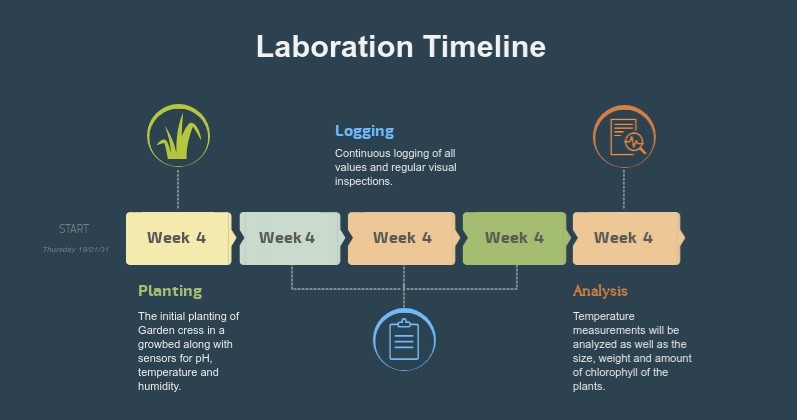 Laboration Timeline
Logging
Continuous logging of all
values and regular visual
inspections.
START
Thursday 19/01/31
Week 4
Week 4
Week 4
Week 4
Week 4
Planting
The initial planting of
Garden cress in a
growbed along with
sensors for pH,
temperature and
humidity.
Analysis
Temperature
measurements will be
analyzed as well as the
size, weight and amount
of chlorophyll of the
plants.